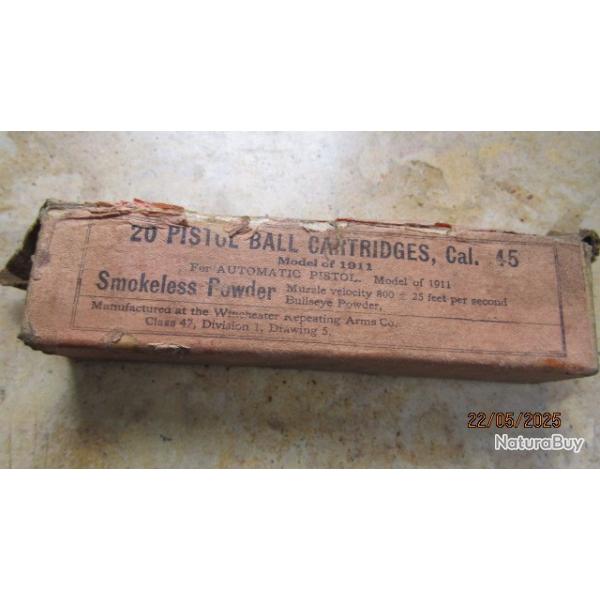 20 PISTOL BALL CARTRIDGES, Cal. 45
Model of 1911
For AUTOMATIC PISTOL. Model of 1911
Smokeless Powder Muzzle velocity 800 ± 25 feet per second
Bullseye Powder,
Manufactured at the Winchester Repeating Arms Co.
Class 47, Division 1, Drawing 5.
22/05/2025
NaturaBuy